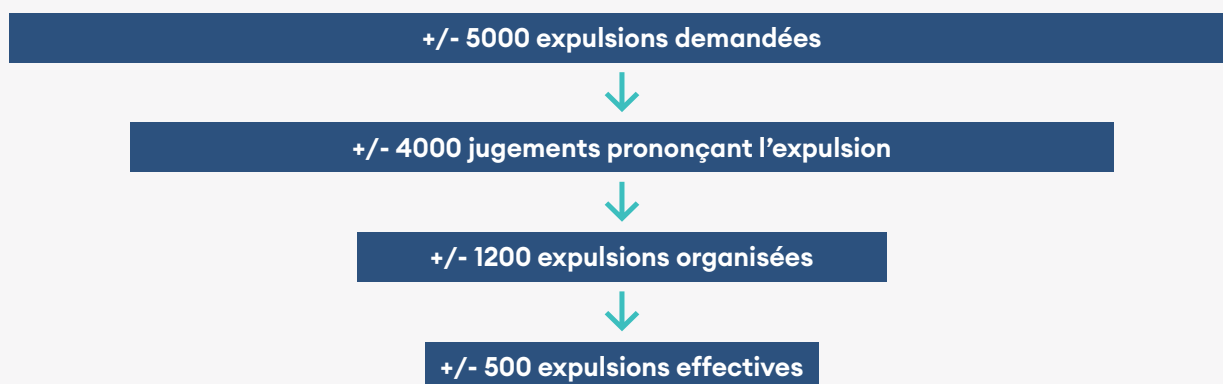 +/- 5000 expulsions demandées
+/- 4000 jugements prononçant l’expulsion
+/- 1200 expulsions organisées
+/- 500 expulsions effectives